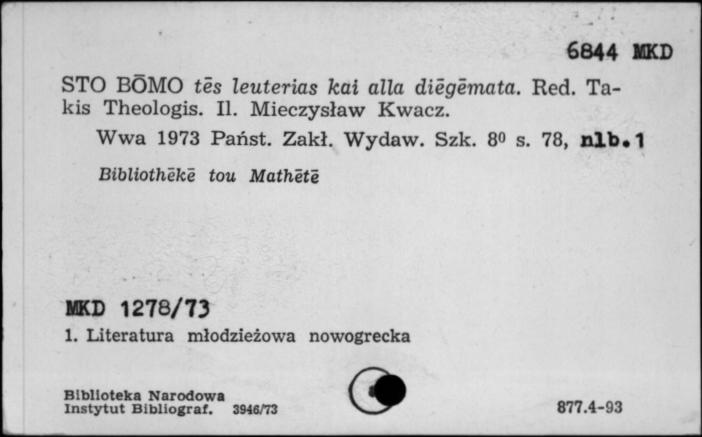 6844 MKD
STO BŌMO tēs leuterias kai alla diēgēmata. Red. Ta-
kis Theologis. Il. Mieczysław Kwacz.
Wwa 1973 Państ. Zakł. Wydaw. Szk. 8⁰ s. 78, nlb.1
Bibliothēkē tou Mathētē
MKD 1278/73
1. Literatura młodzieżowa nowogrecka
Biblioteka Narodowa
Instytut Bibliograf. 3946/73
877.4-93